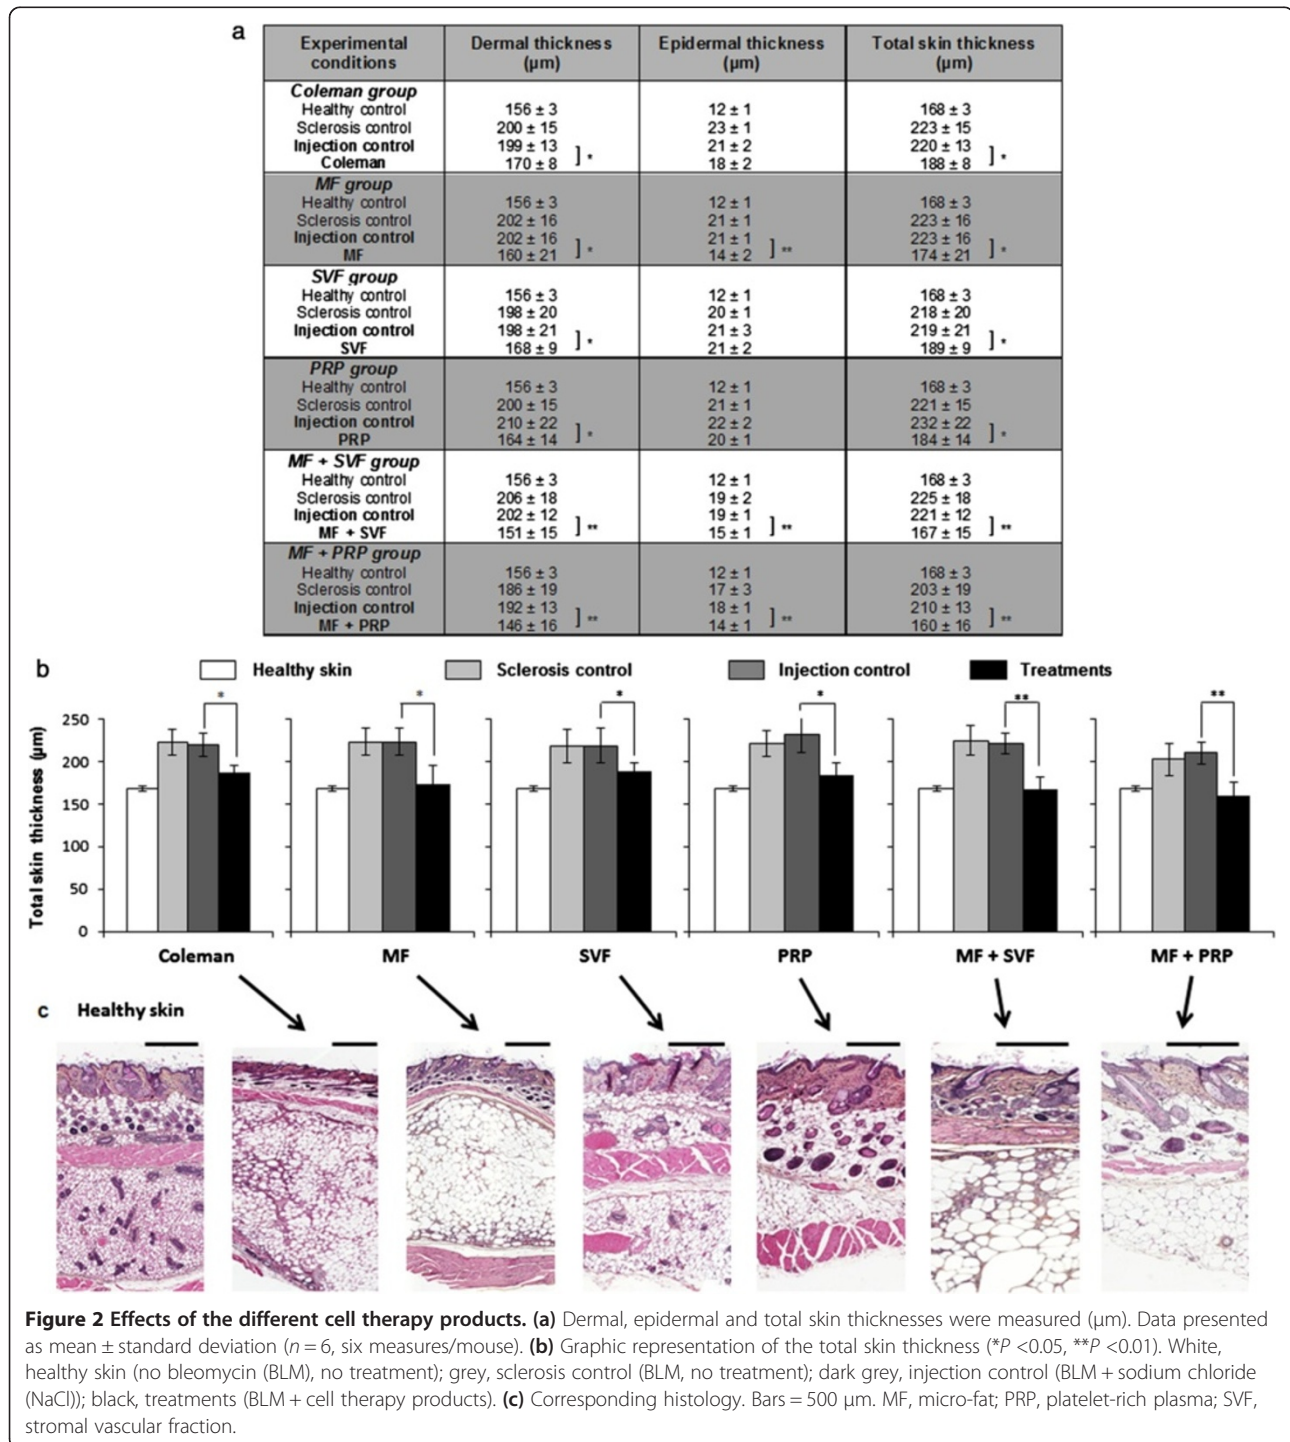 a
Experimental conditions Dermal thickness (µm) Epidermal thickness (µm) Total skin thickness (µm)
Coleman group
Healthy control 156 ± 3 12 ± 1 168 ± 3
Sclerosis control 200 ± 15 23 ± 1 223 ± 15
Injection control 199 ± 13 21 ± 2 220 ± 13
] * ] *
Coleman 170 ± 8 18 ± 2 188 ± 8
MF group
Healthy control 156 ± 3 12 ± 1 168 ± 3
Sclerosis control 202 ± 16 21 ± 1 223 ± 16
Injection control 202 ± 16 21 ± 1 223 ± 16
] * ] ** ] *
MF 160 ± 21 14 ± 2 174 ± 21
SVF group
Healthy control 156 ± 3 12 ± 1 168 ± 3
Sclerosis control 198 ± 20 20 ± 1 218 ± 20
Injection control 198 ± 21 21 ± 3 219 ± 21
] * ] *
SVF 168 ± 9 21 ± 2 189 ± 9
PRP group
Healthy control 156 ± 3 12 ± 1 168 ± 3
Sclerosis control 200 ± 15 21 ± 1 221 ± 15
Injection control 210 ± 22 22 ± 2 232 ± 22
] * ] *
PRP 164 ± 14 20 ± 1 184 ± 14
MF + SVF group
Healthy control 156 ± 3 12 ± 1 168 ± 3
Sclerosis control 206 ± 18 19 ± 2 225 ± 18
Injection control 202 ± 12 19 ± 1 221 ± 12
] ** ] ** ] **
MF + SVF 151 ± 15 15 ± 1 167 ± 15
MF + PRP group
Healthy control 156 ± 3 12 ± 1 168 ± 3
Sclerosis control 186 ± 19 17 ± 3 203 ± 19
Injection control 192 ± 13 18 ± 1 210 ± 13
] ** ] ** ] **
MF + PRP 146 ± 16 14 ± 1 160 ± 16
b
Healthy skin Sclerosis control Injection control Treatments
* * * * ** **
Total skin thickness (µm)
250
200
150
100
50
0
Coleman MF SVF PRP MF + SVF MF + PRP
c Healthy skin
Figure 2 Effects of the different cell therapy products. (a) Dermal, epidermal and total skin thicknesses were measured (µm). Data presented
as mean ± standard deviation (n = 6, six measures/mouse). (b) Graphic representation of the total skin thickness (*P <0.05, **P <0.01). White,
healthy skin (no bleomycin (BLM), no treatment); grey, sclerosis control (BLM, no treatment); dark grey, injection control (BLM + sodium chloride
(NaCl)); black, treatments (BLM + cell therapy products). (c) Corresponding histology. Bars = 500 µm. MF, micro-fat; PRP, platelet-rich plasma; SVF,
stromal vascular fraction.